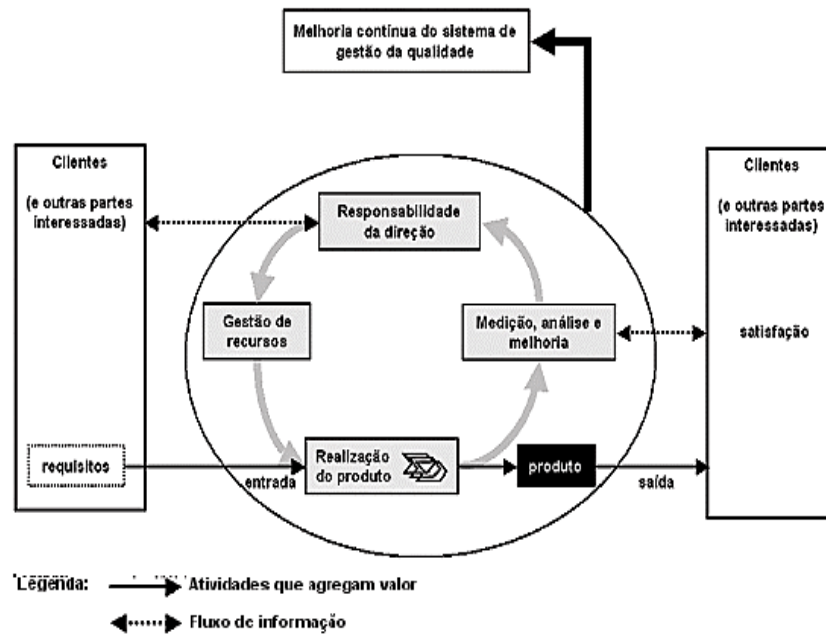 Melhoria contínua do sistema de
gestão da qualidade
Clientes
(e outras partes
interessadas)
Clientes
(e outras partes
interessadas)
Responsabilidade
da direção
Gestão de
recursos
Medição, análise e
melhoria
satisfação
requisitos
entrada
Realização
do produto
produto
saída
Legenda:
Atividades que agregam valor
Fluxo de informação